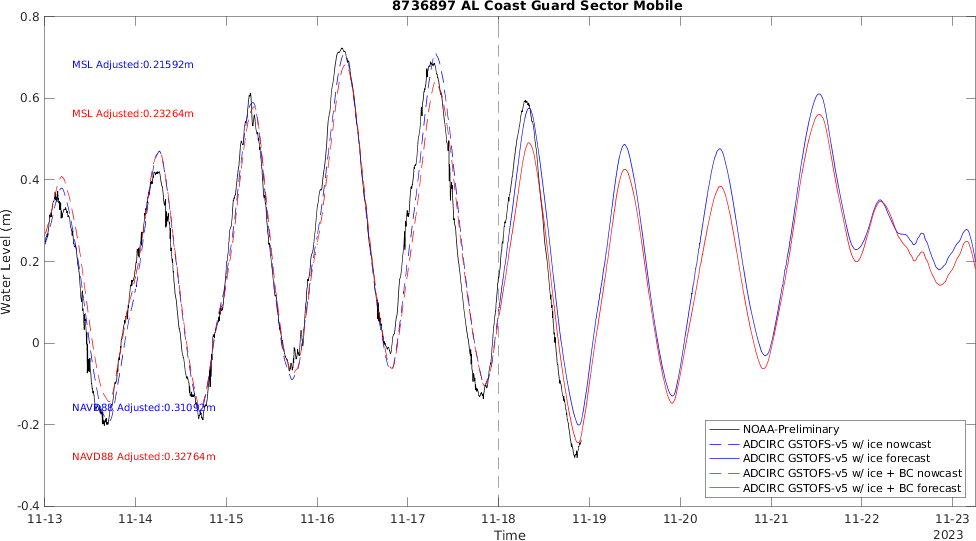 8736897 AL Coast Guard Sector Mobile
0.8
0.6
0.4
0.2
0
-0.2
-0.4
Water Level (m)
MSL Adjusted:0.21592m
MSL Adjusted:0.23264m
NAVD88 Adjusted:0.31092m
NAVD88 Adjusted:0.32764m
NOAA-Preliminary
ADCIRC GSTOFS-v5 w/ ice nowcast
ADCIRC GSTOFS-v5 w/ ice forecast
ADCIRC GSTOFS-v5 w/ ice + BC nowcast
ADCIRC GSTOFS-v5 w/ ice + BC forecast
11-13 11-14 11-15 11-16 11-17 11-18 11-19 11-20 11-21 11-22 11-23
Time
2023